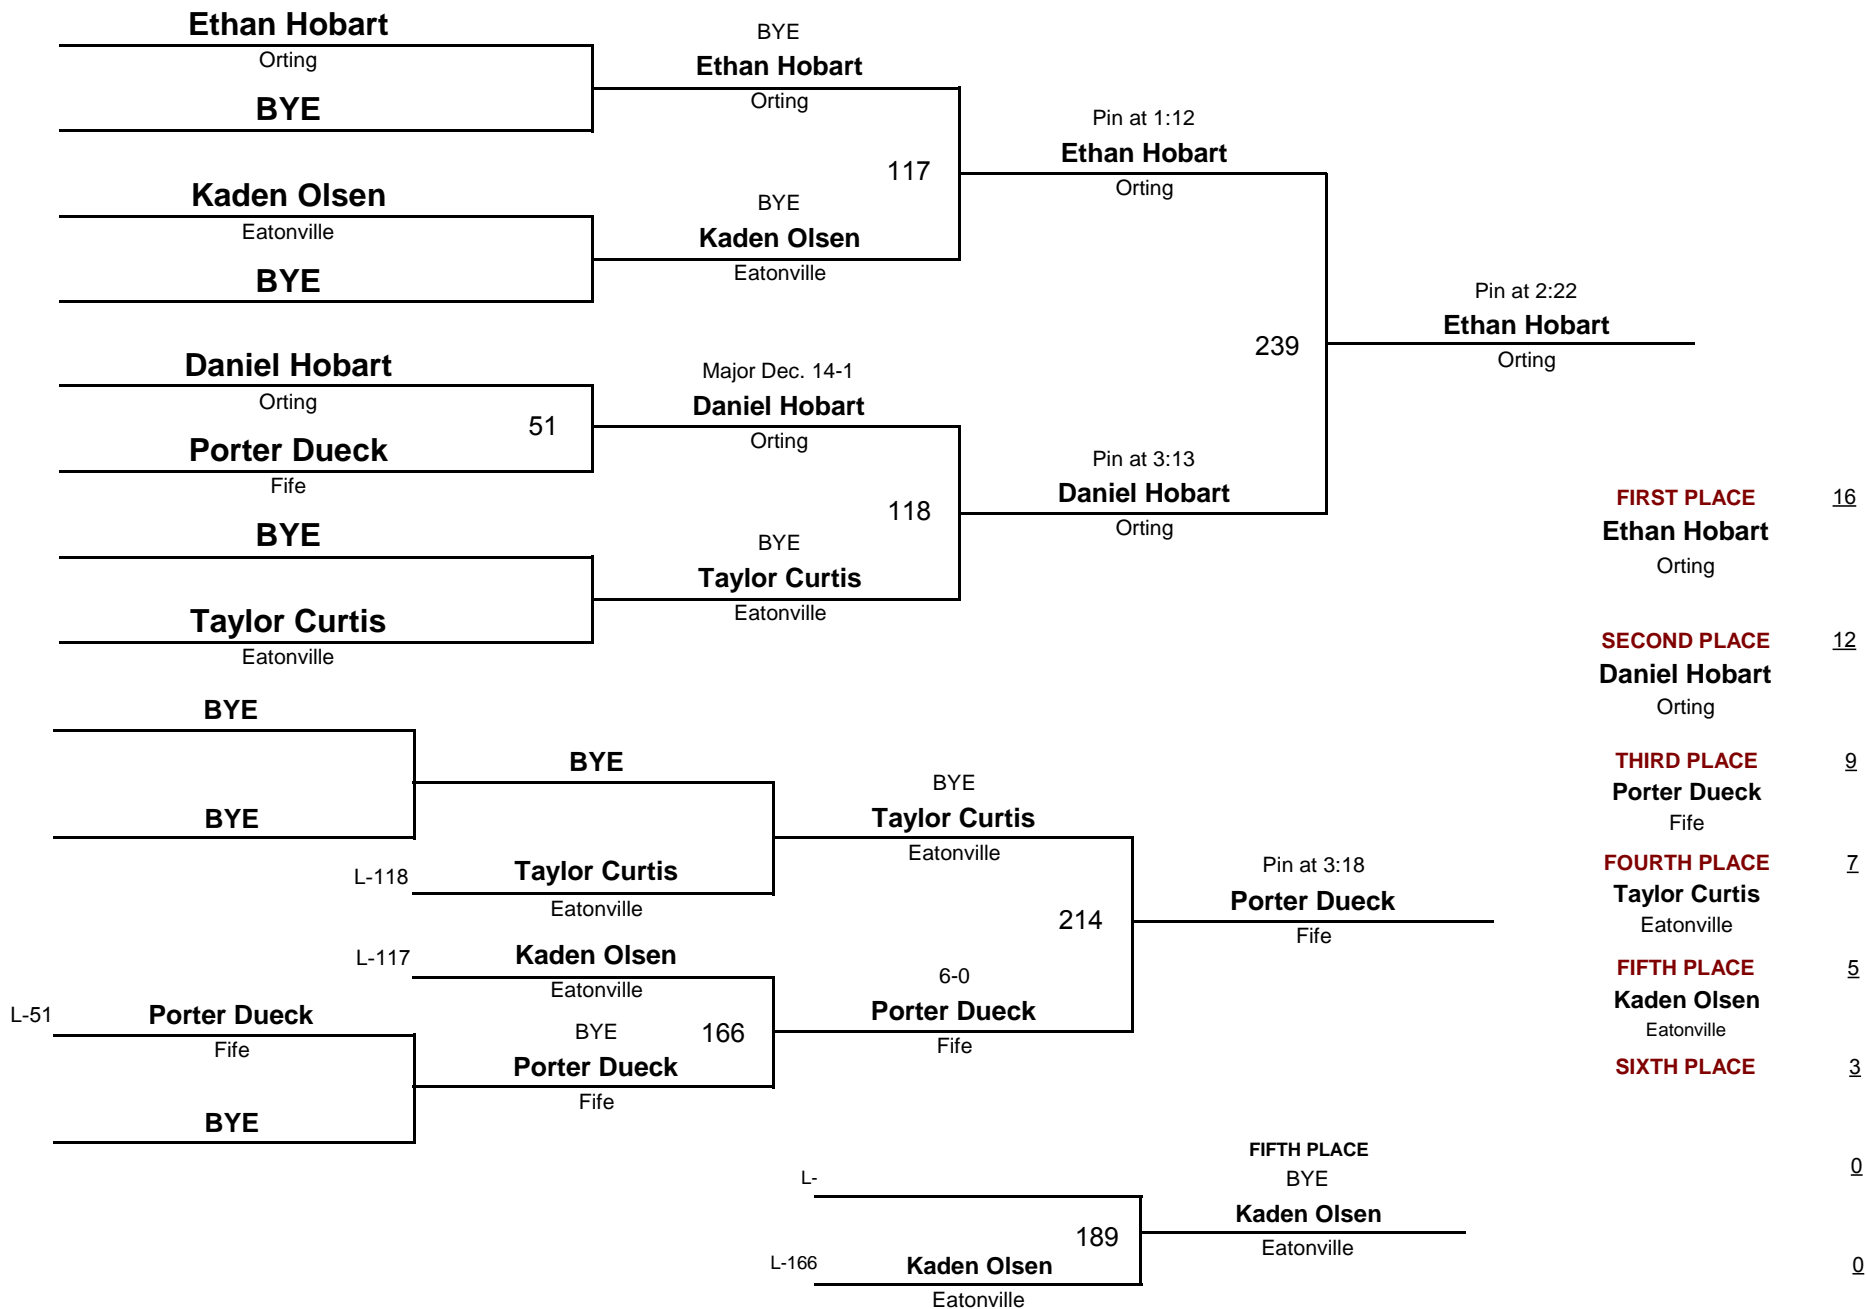 Ethan Hobart
Orting
BYE
Kaden Olsen
Eatonville
BYE
Daniel Hobart
Orting
51
Porter Dueck
Fife
BYE
Taylor Curtis
Eatonville
BYE
Ethan Hobart
Orting
117
BYE
Kaden Olsen
Eatonville
Major Dec. 14-1
Daniel Hobart
Orting
118
BYE
Taylor Curtis
Eatonville
Pin at 1:12
Ethan Hobart
Orting
239
Pin at 3:13
Daniel Hobart
Orting
Pin at 2:22
Ethan Hobart
Orting
BYE
BYE
L-51
Porter Dueck
Fife
BYE
BYE
L-118
Taylor Curtis
Eatonville
L-117
Kaden Olsen
Eatonville
BYE
166
Porter Dueck
Fife
BYE
Taylor Curtis
Eatonville
214
6-0
Porter Dueck
Fife
Pin at 3:18
Porter Dueck
Fife
L-
189
L-166
Kaden Olsen
Eatonville
FIFTH PLACE
BYE
Kaden Olsen
Eatonville
FIRST PLACE 16
Ethan Hobart
Orting
SECOND PLACE 12
Daniel Hobart
Orting
THIRD PLACE 9
Porter Dueck
Fife
FOURTH PLACE 7
Taylor Curtis
Eatonville
FIFTH PLACE 5
Kaden Olsen
Eatonville
SIXTH PLACE 3
0
0